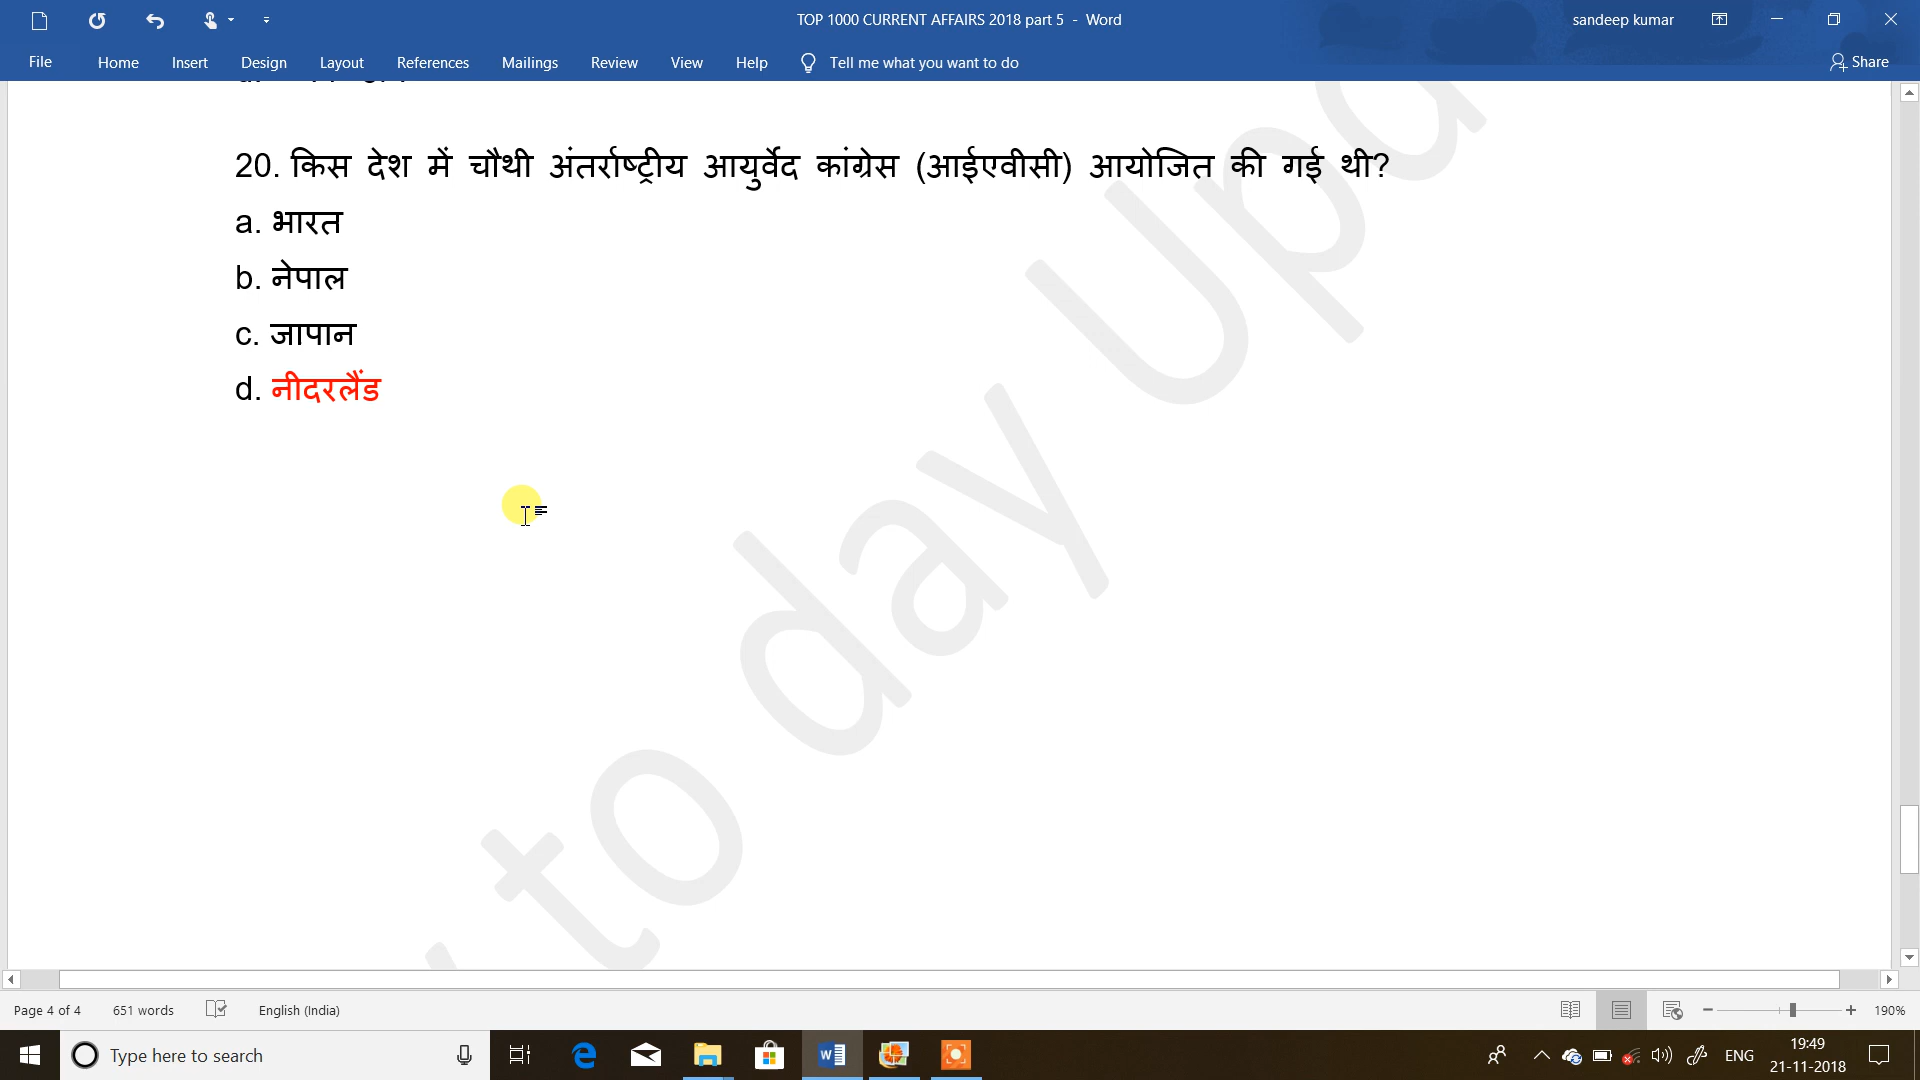 TOP 1000 CURRENT AFFAIRS 2018 part 5 - Word
sandeep kumar
File Home Insert Design Layout References Mailings Review View Help Tell me what you want to do Share
20. किस देश में चौथी अंतर्राष्ट्रीय आयुर्वेद कांग्रेस (आईएवीसी) आयोजित की गई थी?
a. भारत
b. नेपाल
c. जापान
d. नीदरलैंड
to day Upd
Page 4 of 4 651 words English (India) 190%
Type here to search
ENG
19:49
21-11-2018